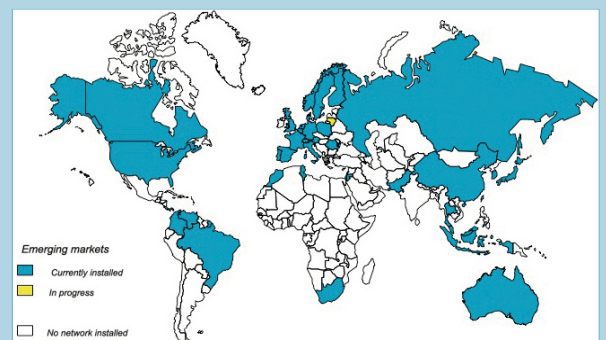 Emerging markets
Currently installed
In progress
No network installed